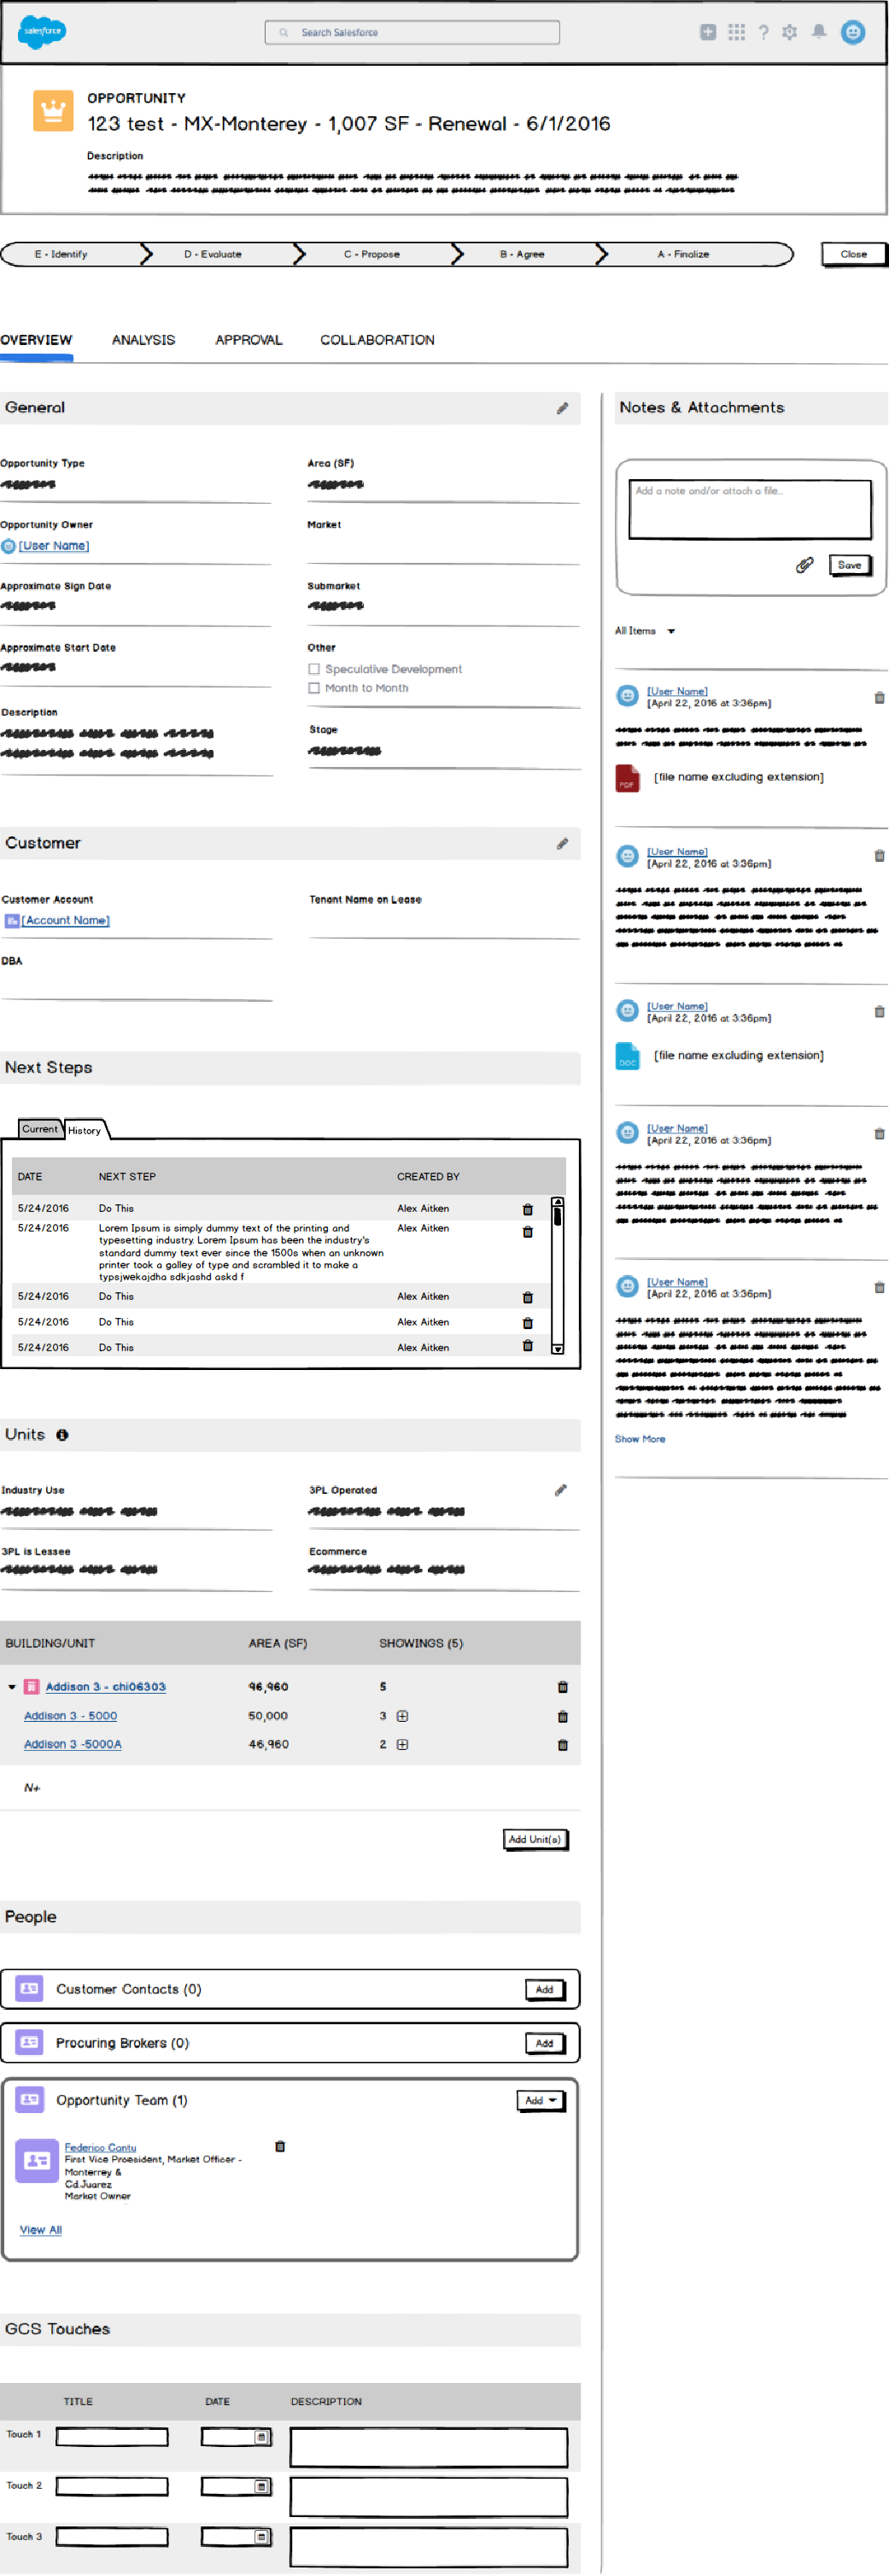 salesforce
Search Salesforce
OPPORTUNITY
123 test - MX-Monterey - 1,007 SF - Renewal - 6/1/2016
Description
E - Identify
D - Evaluate
C - Propose
B - Agree
A - Finalize
Close
OVERVIEW
ANALYSIS
APPROVAL
COLLABORATION
General
Opportunity Type
Area (SF)
Opportunity Owner
Market
[User Name]
Approximate Sign Date
Submarket
Approximate Start Date
Other
Speculative Development
Month to Month
Description
Stage
Customer
Customer Account
Tenant Name on Lease
[Account Name]
DBA
Next Steps
Current
History
DATE NEXT STEP CREATED BY
5/24/2016 Do This Alex Aitken
5/24/2016 Lorem Ipsum is simply dummy text of the printing and Alex Aitken
typesetting industry. Lorem Ipsum has been the industry's
standard dummy text ever since the 1500s when an unknown
printer took a galley of type and scrambled it to make a
typsjwekajdha sdkjashd askd f
5/24/2016 Do This Alex Aitken
5/24/2016 Do This Alex Aitken
5/24/2016 Do This Alex Aitken
Units
Industry Use
3PL Operated
3PL is Lessee
Ecommerce
BUILDING/UNIT AREA (SF) SHOWINGS (5)
Addison 3 - chi06303 96,960 5
Addison 3 - 5000 50,000 3
Addison 3 -5000A 46,960 2
N+
Add Unit(s)
People
Customer Contacts (0)
Add
Procuring Brokers (0)
Add
Opportunity Team (1)
Add
Federico Cantu
First Vice Proesident, Market Officer -
Monterrey &
Cd.Juarez
Market Owner
View All
GCS Touches
TITLE DATE DESCRIPTION
Touch 1
Touch 2
Touch 3
Notes & Attachments
Add a note and/or attach a file...
Save
All Items
[User Name]
[April 22, 2016 at 3:36pm]
PDF
[file name excluding extension]
[User Name]
[April 22, 2016 at 3:36pm]
[User Name]
[April 22, 2016 at 3:36pm]
DOC
[file name excluding extension]
[User Name]
[April 22, 2016 at 3:36pm]
[User Name]
[April 22, 2016 at 3:36pm]
Show More